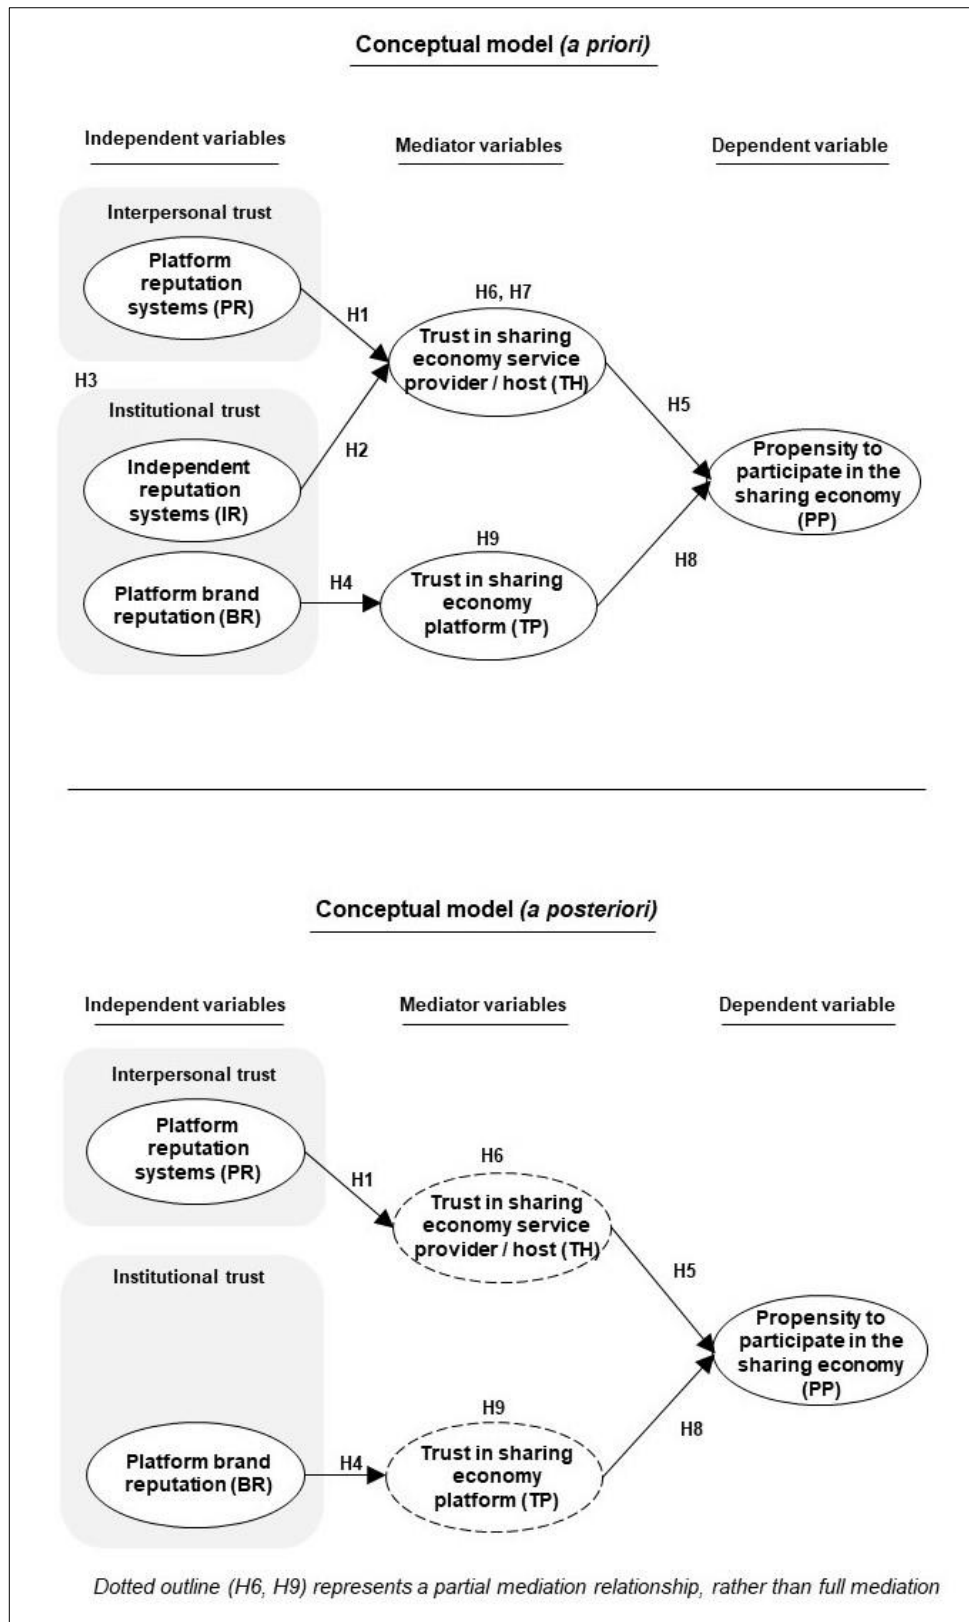 Conceptual model (a priori)
Independent variables
Mediator variables
Dependent variable
Interpersonal trust
Platform
reputation
systems (PR)
H1
H6, H7
Trust in sharing
economy service
provider / host (TH)
H3
Institutional trust
Independent
reputation
systems (IR)
H2
H5
Propensity to
participate in the
sharing economy
(PP)
Platform brand
reputation (BR)
H4
H9
Trust in sharing
economy
platform (TP)
H8
Conceptual model (a posteriori)
Independent variables
Mediator variables
Dependent variable
Interpersonal trust
Platform
reputation
systems (PR)
H1
H6
Trust in sharing
economy service
provider / host (TH)
Institutional trust
H5
Propensity to
participate in the
sharing economy
(PP)
Platform brand
reputation (BR)
H4
H9
Trust in sharing
economy
platform (TP)
H8
Dotted outline (H6, H9) represents a partial mediation relationship, rather than full mediation